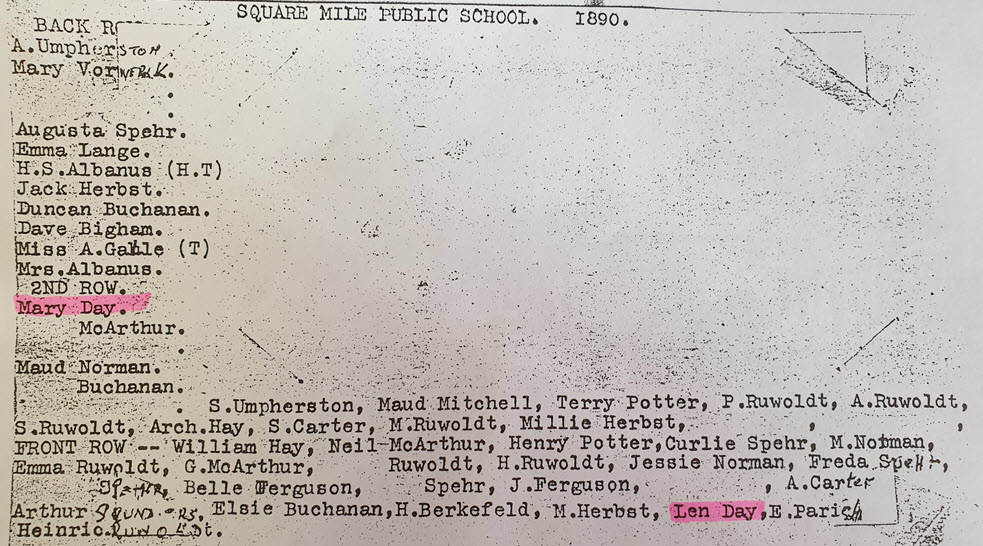 SQUARE MILE PUBLIC SCHOOL. 1890.
BACK R
A.Umpherston.
Mary Vorwerk.
.
.
Augusta Spehr.
Emma Lange.
H.S.Albanus (H.T)
Jack Herbst.
Duncan Buchanan.
Dave Bigham.
Miss A.Gahle (T)
Mrs.Albanus.
2ND ROW.
Mary Day.
McArthur.
.
Maud Norman.
Buchanan.
. S.Umpherston, Maud Mitchell, Terry Potter, P.Ruwoldt, A.Ruwoldt,
S.Ruwoldt, Arch.Hay, S.Carter, M.Ruwoldt, Millie Herbst, , ,
FRONT ROW -- William Hay, Neil McArthur, Henry Potter,Curlie Spehr, M.Norman,
Emma Ruwoldt, G.McArthur, Ruwoldt, H.Ruwoldt, Jessie Norman, Freda Spehr,
Spehr, Belle Ferguson, Spehr, J.Ferguson, , A.Carter
Arthur Elsie Buchanan,H.Berkefeld, M.Herbst, Len Day,E.Parish
Heinric.